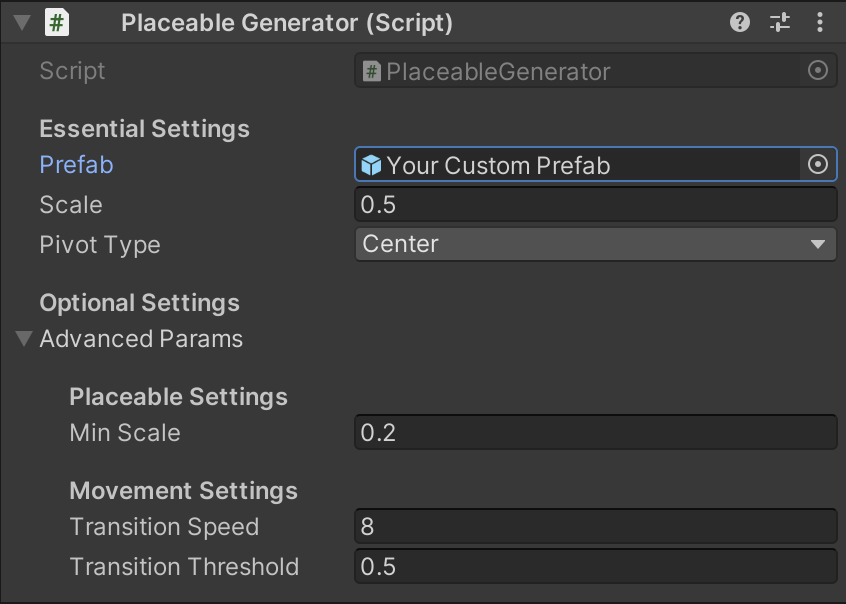 # Placeable Generator (Script) ?
Script # PlaceableGenerator
Essential Settings
Prefab Your Custom Prefab
Scale 0.5
Pivot Type Center
Optional Settings
Advanced Params
Placeable Settings
Min Scale 0.2
Movement Settings
Transition Speed 8
Transition Threshold 0.5